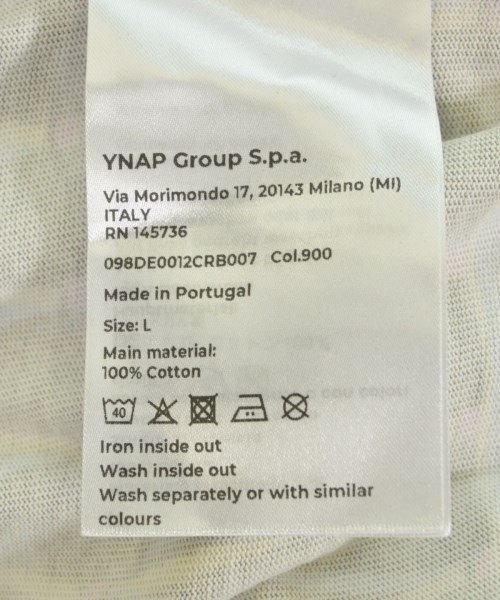 YNAP Group S.p.a.
Via Morimondo 17, 20143 Milano (MI)
ITALY
RN 145736
098DE0012CRB007 Col.900
Made in Portugal
Size: L
Main material:
100% Cotton
40
Iron inside out
Wash inside out
Wash separately or with similar
colours